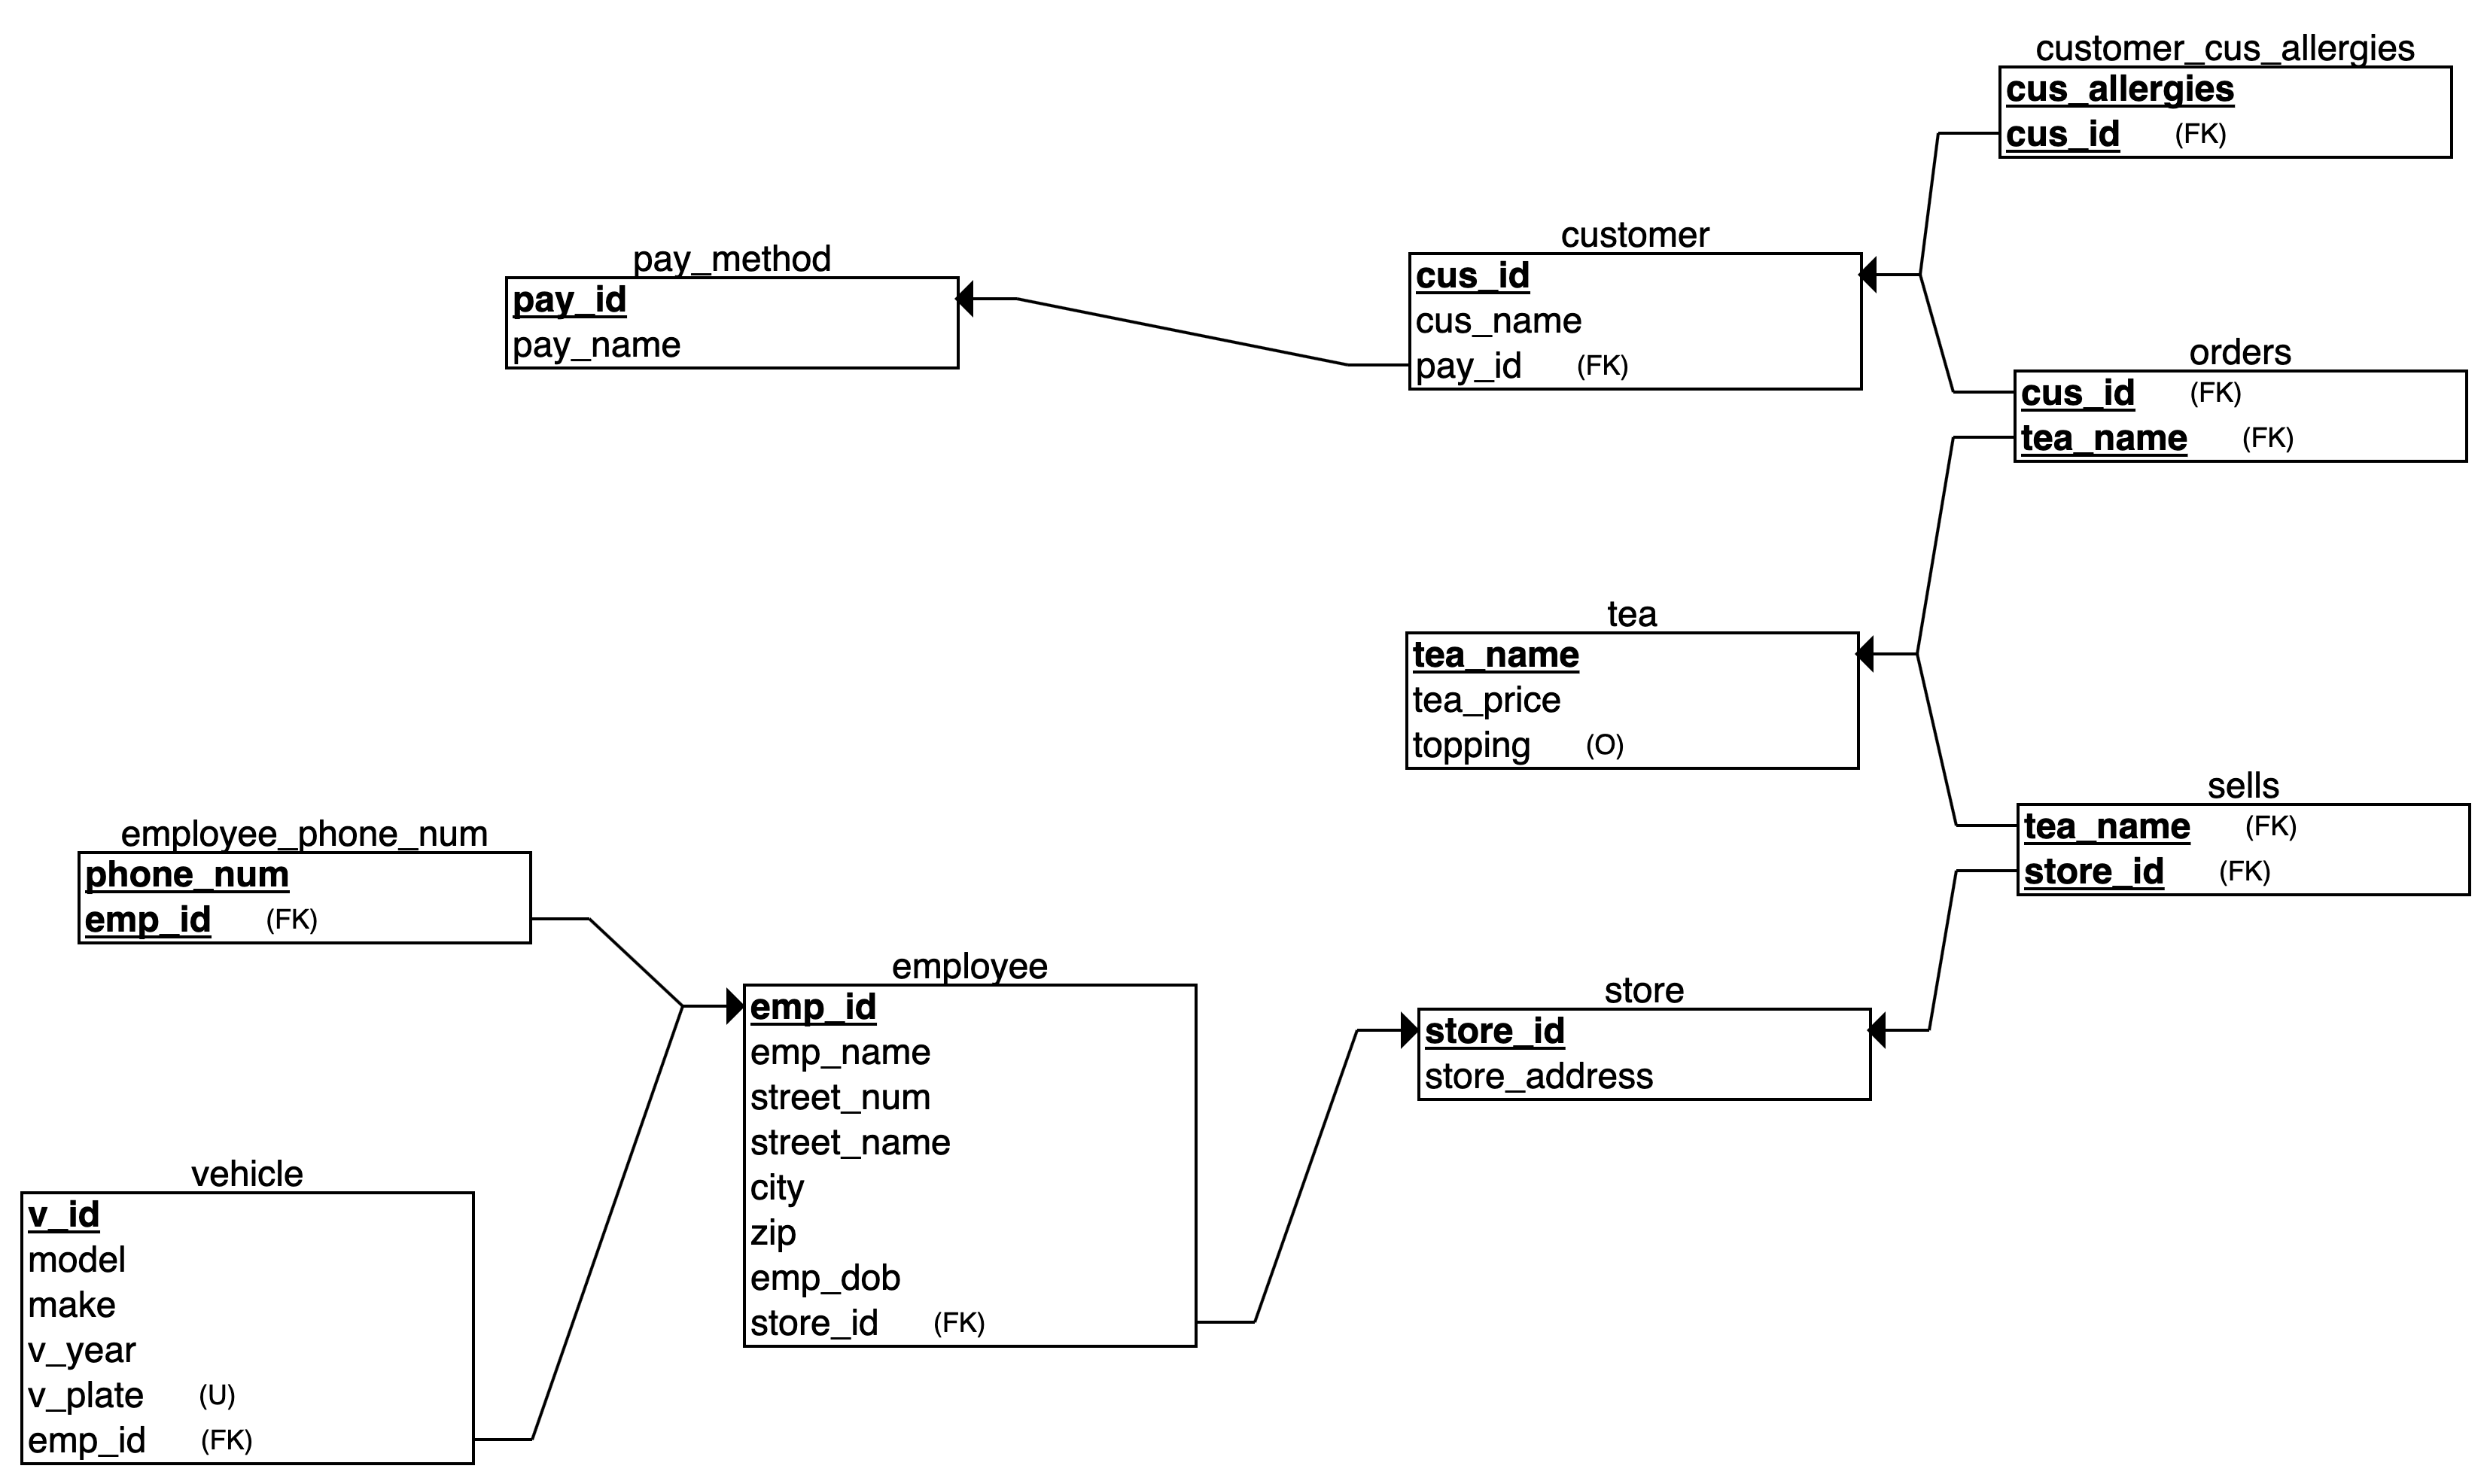 customer_cus_allergies
cus_allergies
cus_id (FK)
customer
cus_id
cus_name
pay_id (FK)
pay_method
pay_id
pay_name
orders
cus_id (FK)
tea_name (FK)
tea
tea_name
tea_price
topping (O)
sells
tea_name (FK)
store_id (FK)
employee_phone_num
phone_num
emp_id (FK)
employee
emp_id
emp_name
street_num
street_name
city
zip
emp_dob
store_id (FK)
store
store_id
store_address
vehicle
v_id
model
make
v_year
v_plate (U)
emp_id (FK)